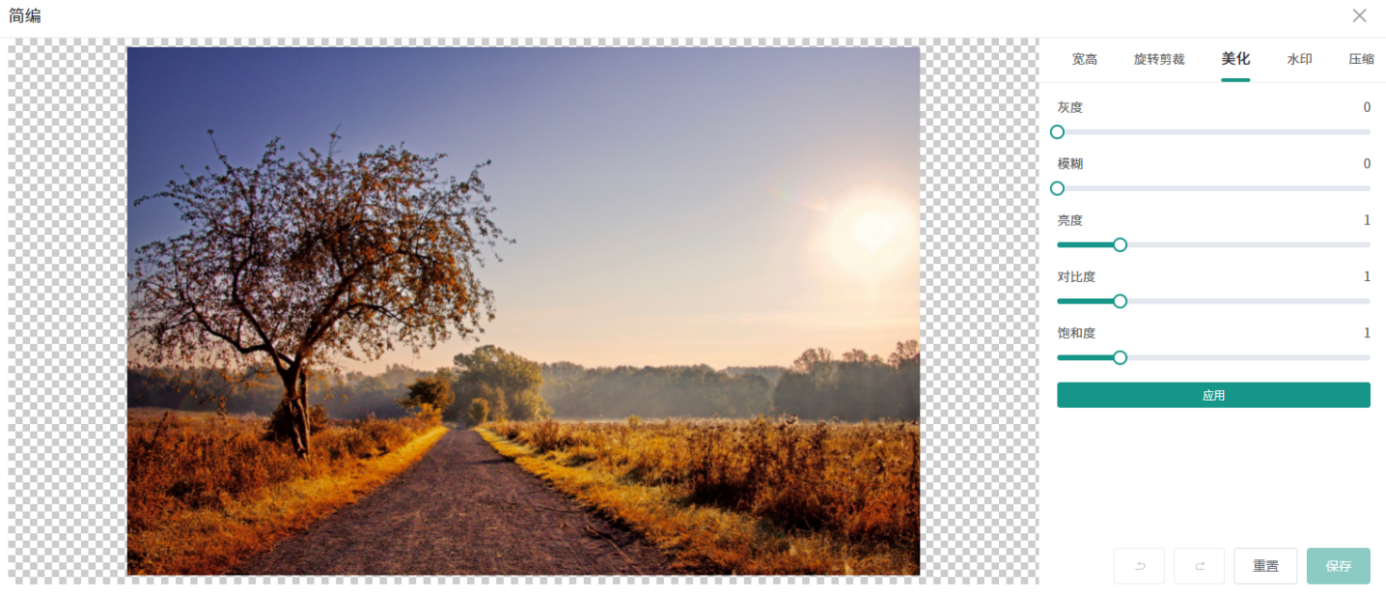 简编
宽高 旋转剪裁 美化 水印 压缩
灰度 0
模糊 0
亮度 1
对比度 1
饱和度 1
应用
重置 保存